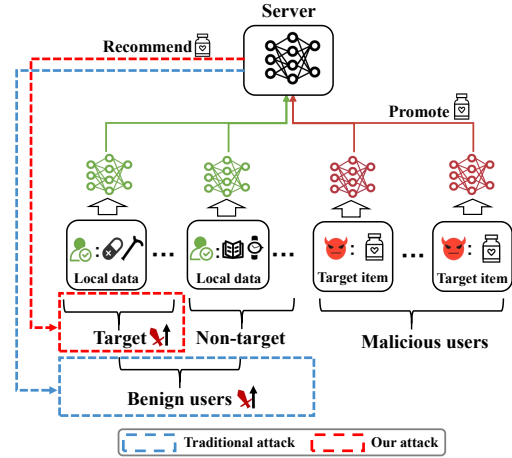 Server
Recommend
Promote
Local data
...
Local data
...
Target item
...
Target item
Target
Non-target
Malicious users
Benign users
Traditional attack
Our attack